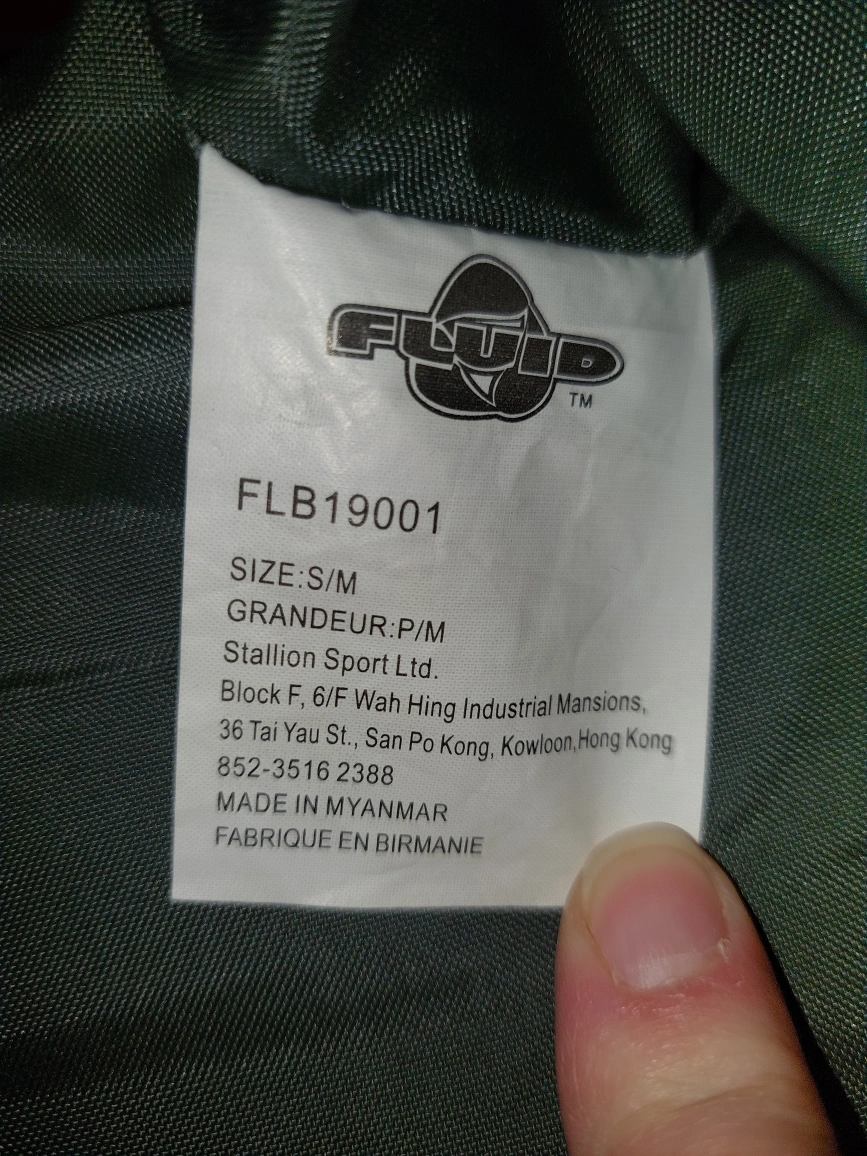 FLUID
TM
FLB19001
SIZE:S/M
GRANDEUR:P/M
Stallion Sport Ltd.
Block F, 6/F Wah Hing Industrial Mansions,
36 Tai Yau St., San Po Kong, Kowloon,Hong Kong
852-3516 2388
MADE IN MYANMAR
FABRIQUE EN BIRMANIE